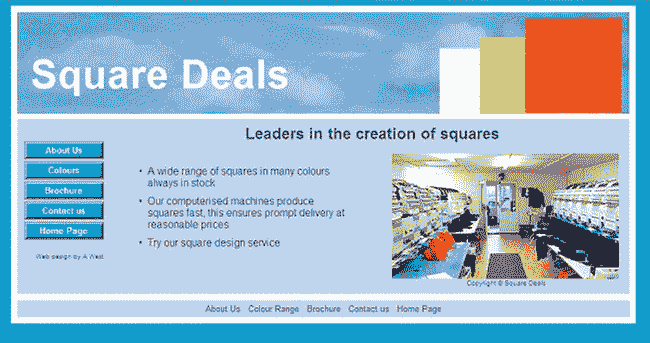 Square Deals
Leaders in the creation of squares
About Us
Colours
Brochure
Contact us
Home Page
Web design by A West
• A wide range of squares in many colours
always in stock
• Our computerised machines produce
squares fast, this ensures prompt delivery at
reasonable prices
• Try our square design service
Copyright © Square Deals
About Us Colour Range Brochure Contact us Home Page